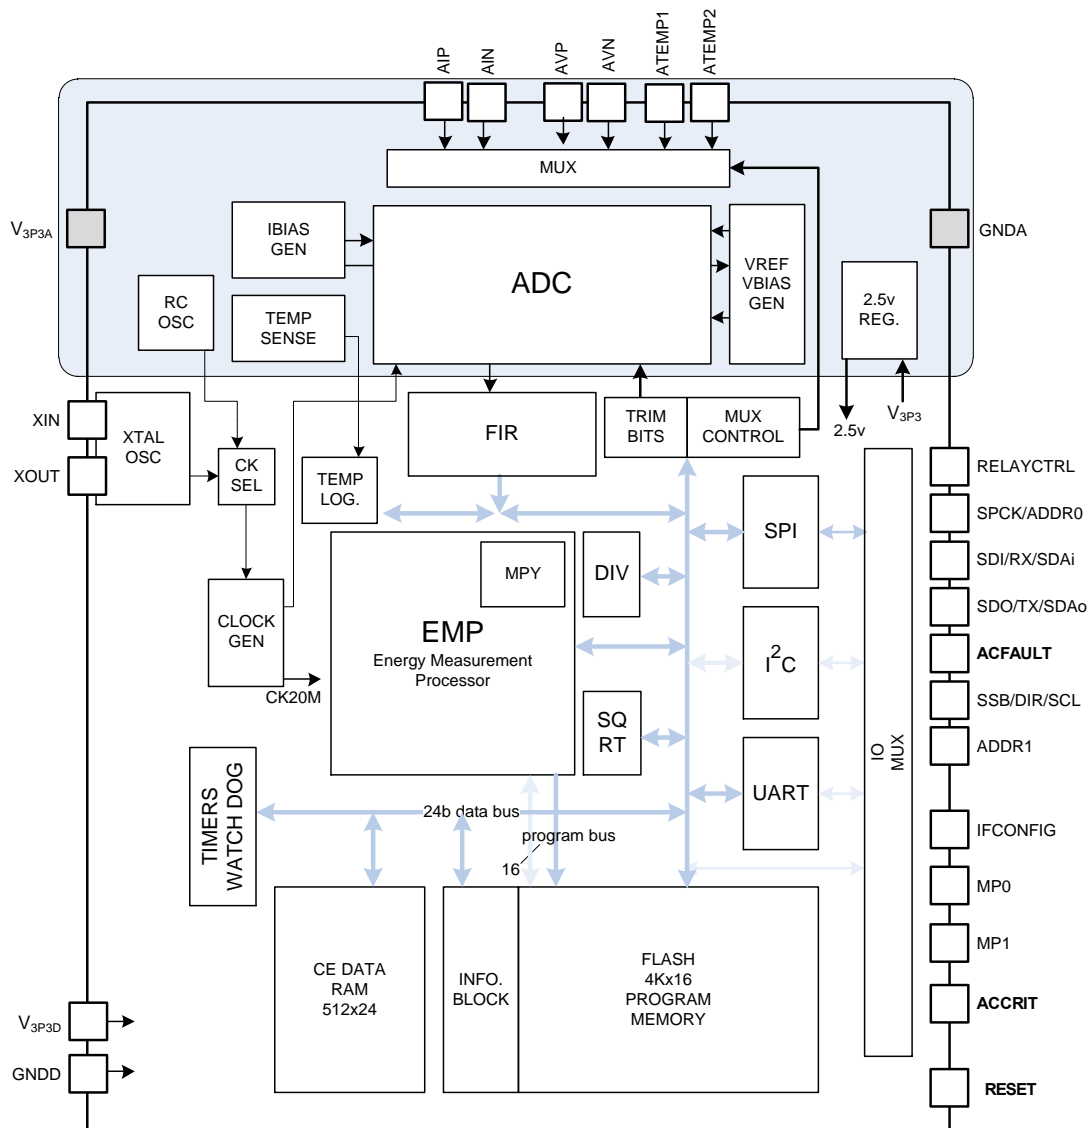 AIP
AIN
AVP
AVN
ATEMP1
ATEMP2
MUX
V3P3A
GNDA
IBIAS
GEN
ADC
VREF
VBIAS
GEN
RC
OSC
TEMP
SENSE
2.5v
REG.
XIN
XOUT
XTAL
OSC
CK
SEL
TEMP
LOG.
FIR
TRIM
BITS
MUX
CONTROL
2.5v
V3P3
RELAYCTRL
SPCK/ADDR0
SDI/RX/SDAi
SDO/TX/SDAo
ACFAULT
SSB/DIR/SCL
ADDR1
IFCONFIG
MP0
MP1
ACCRIT
RESET
SPI
I2C
UART
IO
MUX
CLOCK
GEN
CK20M
MPY
EMP
Energy Measurement
Processor
DIV
SQ
RT
TIMERS
WATCH DOG
24b data bus
program bus
16
CE DATA
RAM
512x24
INFO.
BLOCK
FLASH
4Kx16
PROGRAM
MEMORY
V3P3D
GNDD